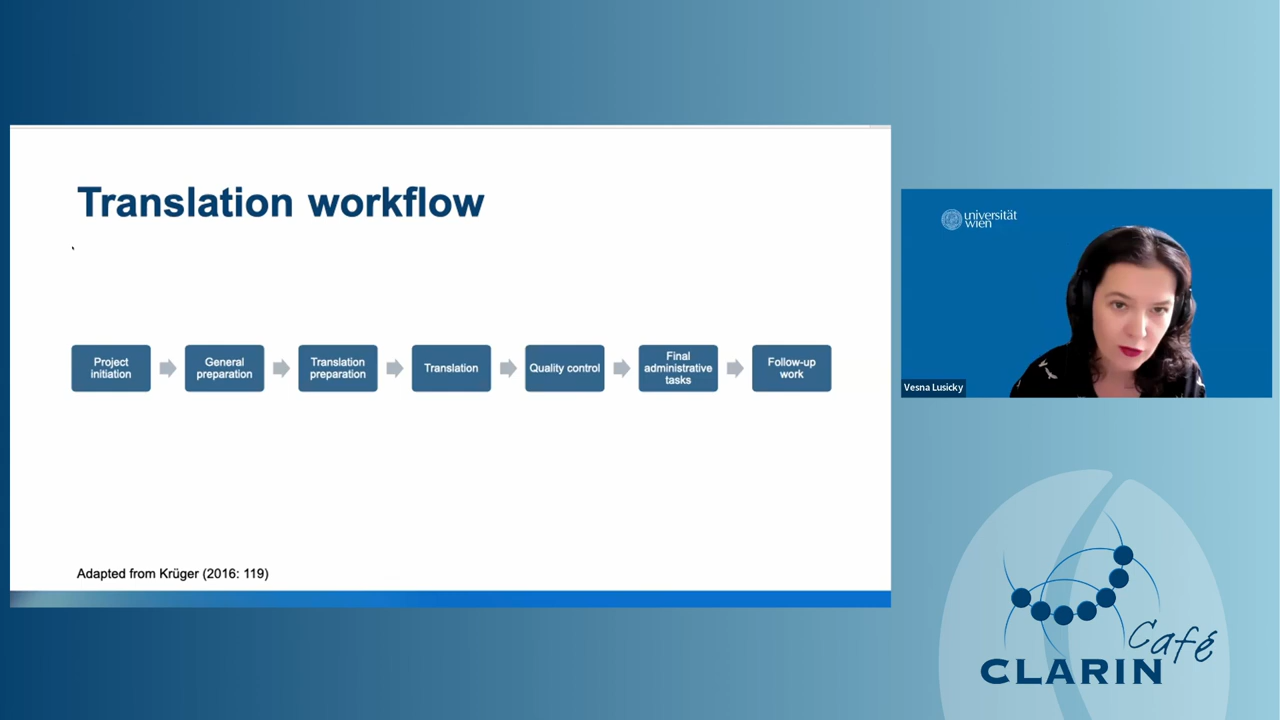 Translation workflow
Project
initiation
General
preparation
Translation
preparation
Translation
Quality control
Final
administrative
tasks
Follow-up
work
Adapted from Krüger (2016: 119)
universität
wien
Vesna Lusicky
Café
CLARIN